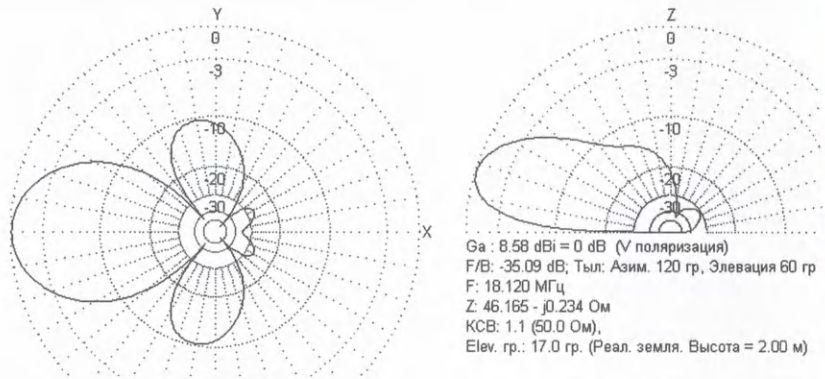 Y
0
-3
-10
-20
-30
X
Z
0
-3
-10
-20
-30
Ga : 8.58 dBi = 0 dB (V поляризация)
F/B: -35.09 dB; Тыл: Азим. 120 гр, Элевация 60 гр
F: 18.120 МГц
Z: 46.165 - j0.234 Ом
КСВ: 1.1 (50.0 Ом),
Elev. гр.: 17.0 гр. (Реал. земля. Высота = 2.00 м)